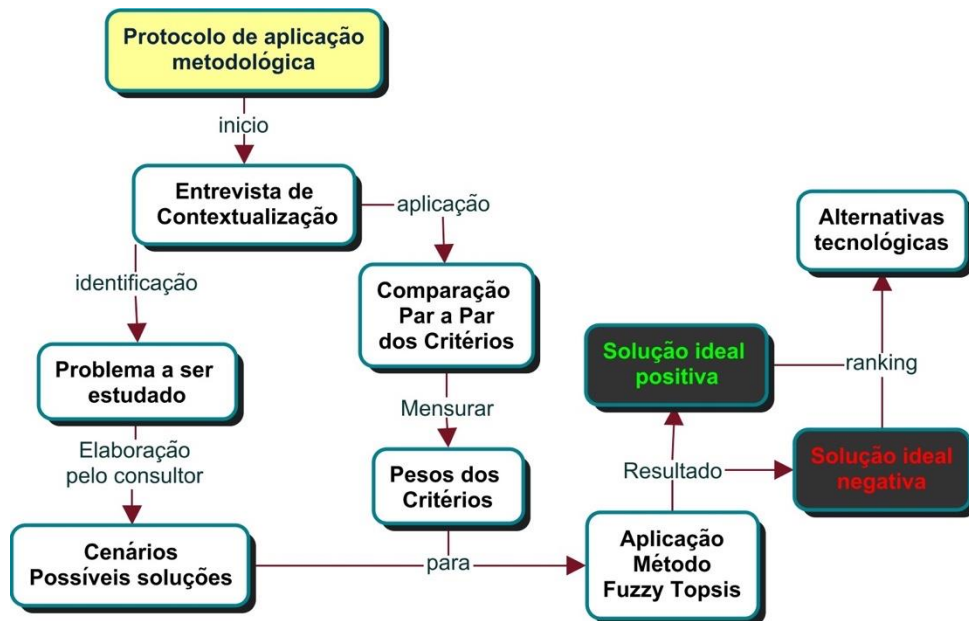 Protocolo de aplicação
metodológica
inicio
Entrevista de
Contextualização
aplicação
identificação
Comparação
Par a Par
dos Critérios
Problema a ser
estudado
Mensurar
Elaboração
pelo consultor
Pesos dos
Critérios
Cenários
Possíveis soluções
para
Aplicação
Método
Fuzzy Topsis
Resultado
Solução ideal
positiva
Solução ideal
negativa
ranking
Alternativas
tecnológicas